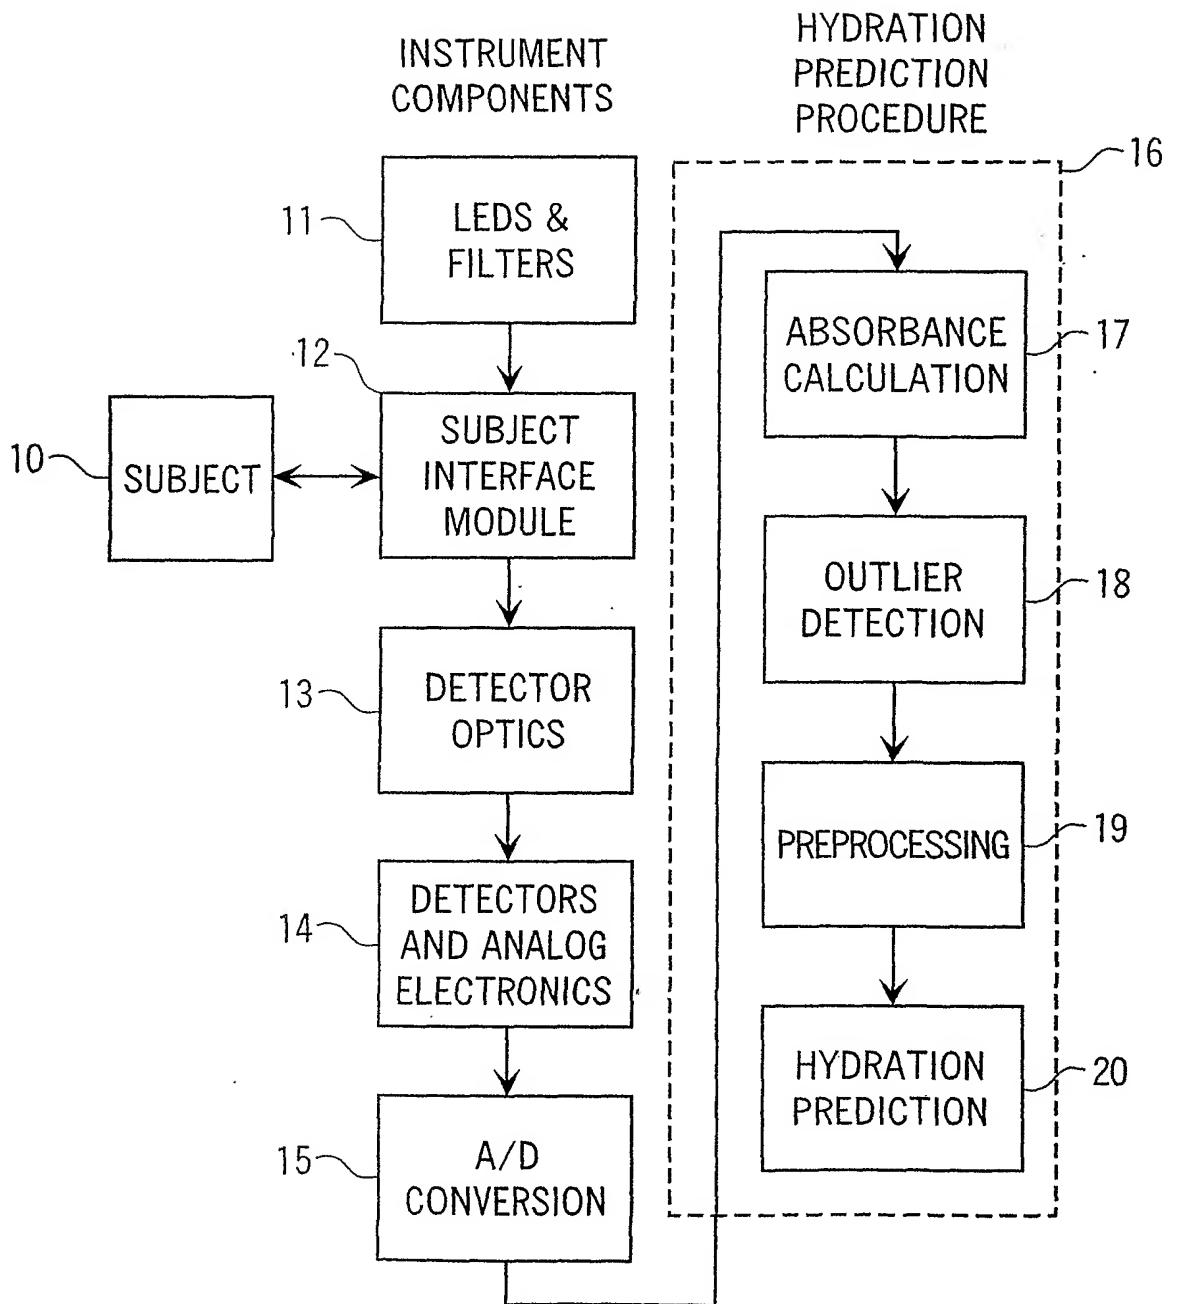 INSTRUMENT
COMPONENTS
11
LEDS &
FILTERS
12
SUBJECT
INTERFACE
MODULE
10
SUBJECT
13
DETECTOR
OPTICS
14
DETECTORS
AND ANALOG
ELECTRONICS
15
A/D
CONVERSION
HYDRATION
PREDICTION
PROCEDURE
16
ABSORBANCE
CALCULATION
17
OUTLIER
DETECTION
18
PREPROCESSING
19
HYDRATION
PREDICTION
20